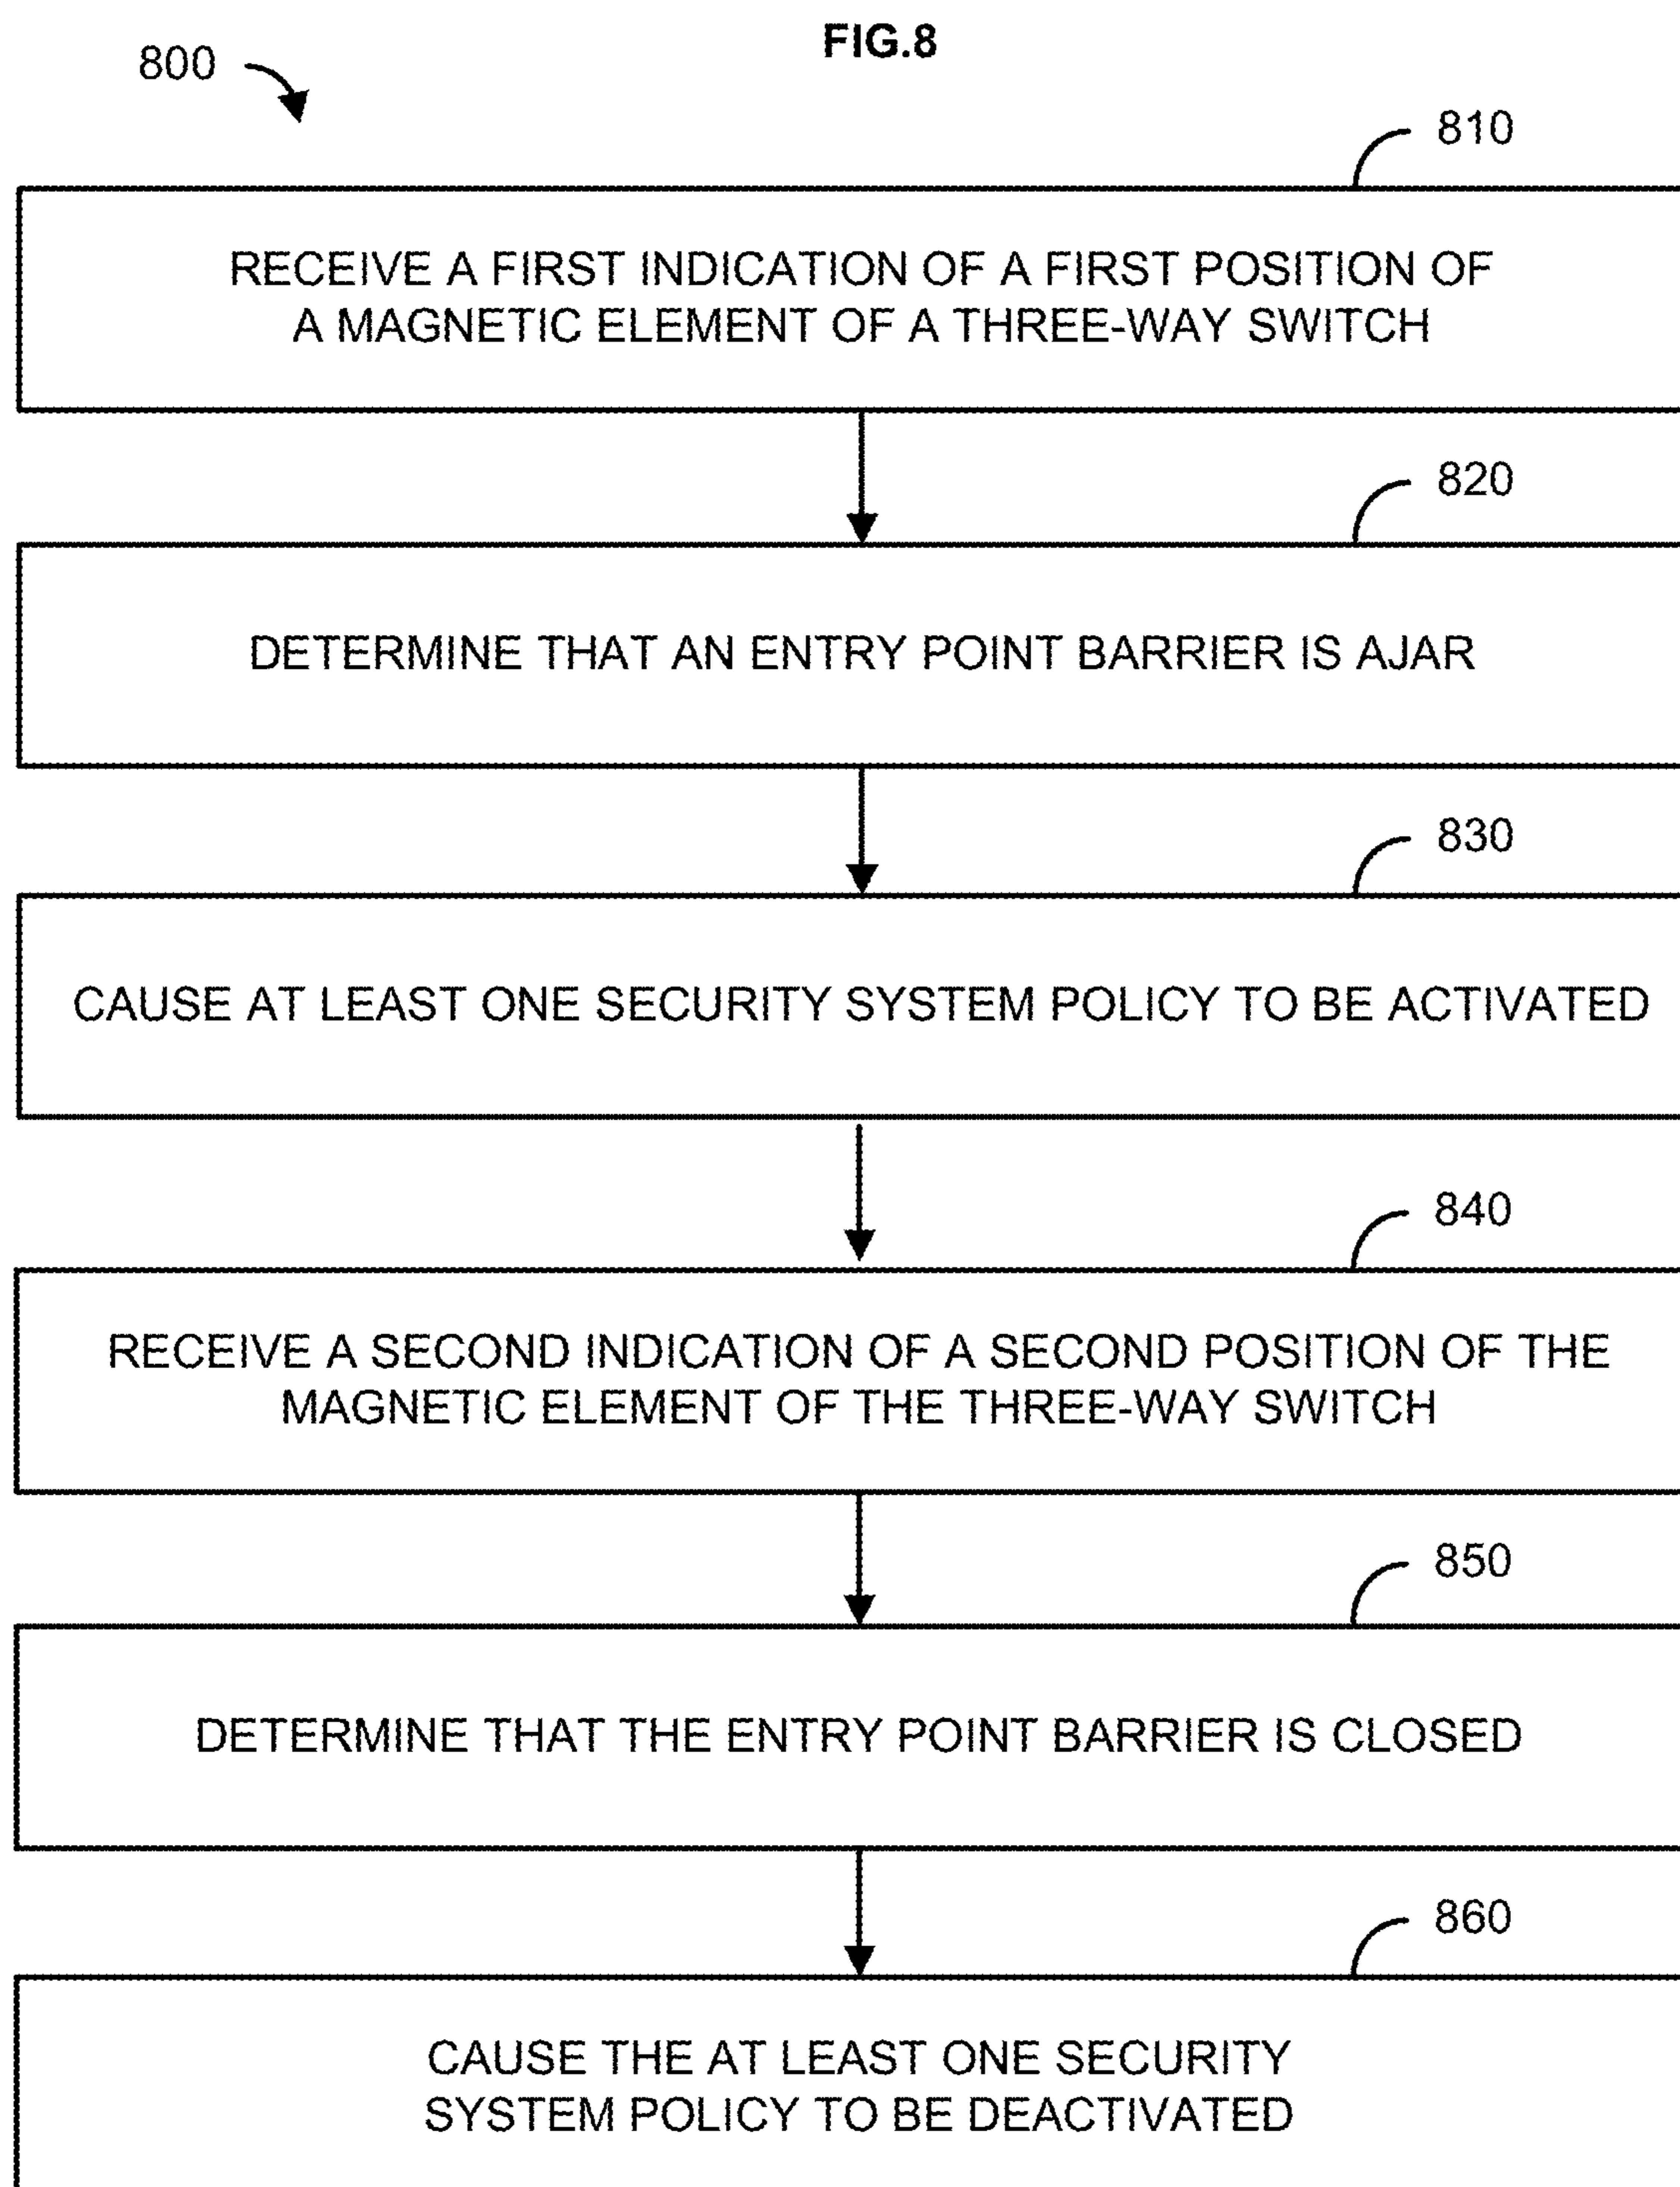 FIG.8
800
810
RECEIVE A FIRST INDICATION OF A FIRST POSITION OF
A MAGNETIC ELEMENT OF A THREE-WAY SWITCH
820
DETERMINE THAT AN ENTRY POINT BARRIER IS AJAR
830
CAUSE AT LEAST ONE SECURITY SYSTEM POLICY TO BE ACTIVATED
840
RECEIVE A SECOND INDICATION OF A SECOND POSITION OF THE
MAGNETIC ELEMENT OF THE THREE-WAY SWITCH
850
DETERMINE THAT THE ENTRY POINT BARRIER IS CLOSED
860
CAUSE THE AT LEAST ONE SECURITY
SYSTEM POLICY TO BE DEACTIVATED